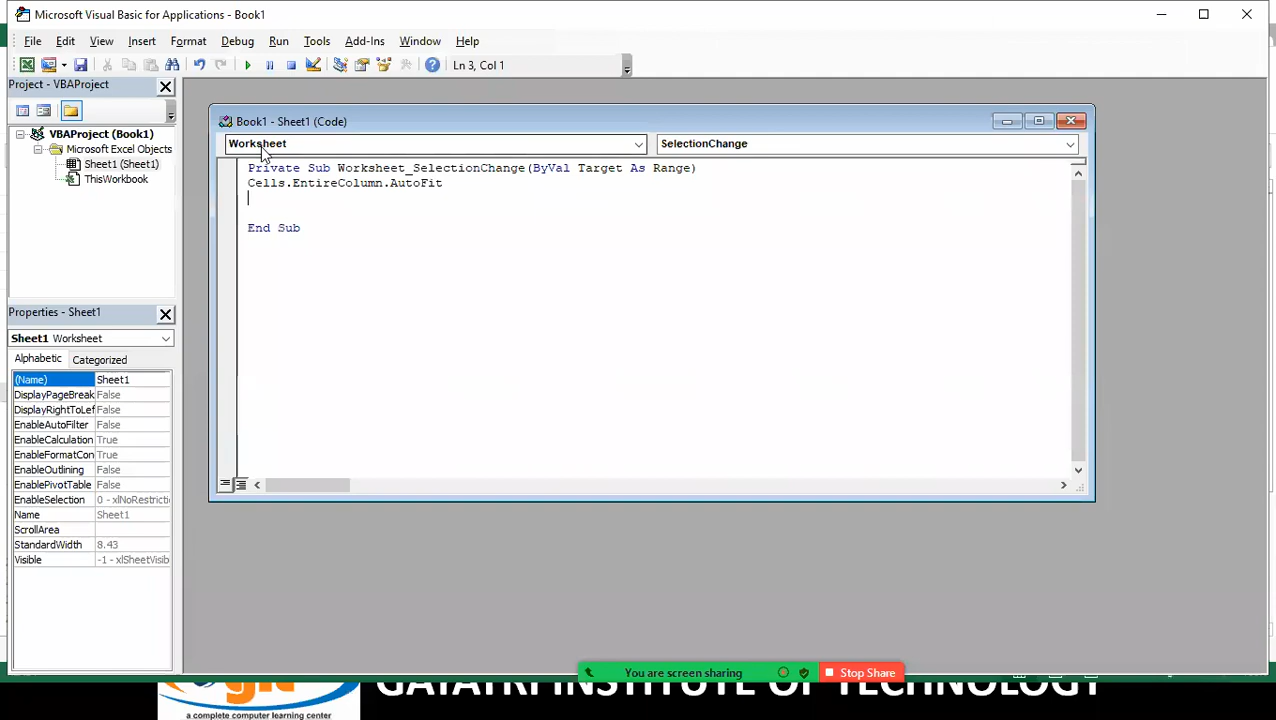 Microsoft Visual Basic for Applications - Book1
File Edit View Insert Format Debug Run Tools Add-Ins Window Help
Ln 3, Col 1
Project - VBAProject
VBAProject (Book1)
Microsoft Excel Objects
Sheet1 (Sheet1)
ThisWorkbook
Book1 - Sheet1 (Code)
Worksheet SelectionChange
Private Sub Worksheet_SelectionChange(ByVal Target As Range)
Cells.EntireColumn.AutoFit
End Sub
Properties - Sheet1
Sheet1 Worksheet
Alphabetic Categorized
(Name) Sheet1
DisplayPageBreak False
DisplayRightToLef False
EnableAutoFilter False
EnableCalculation True
EnableFormatCon True
EnableOutlining False
EnablePivotTable False
EnableSelection 0 - xlNoRestricti
Name Sheet1
ScrollArea
StandardWidth 8.43
Visible -1 - xlSheetVisib
You are screen sharing Stop Share
INSTITUTE OF TECHNOLOGY
a complete computer learning center